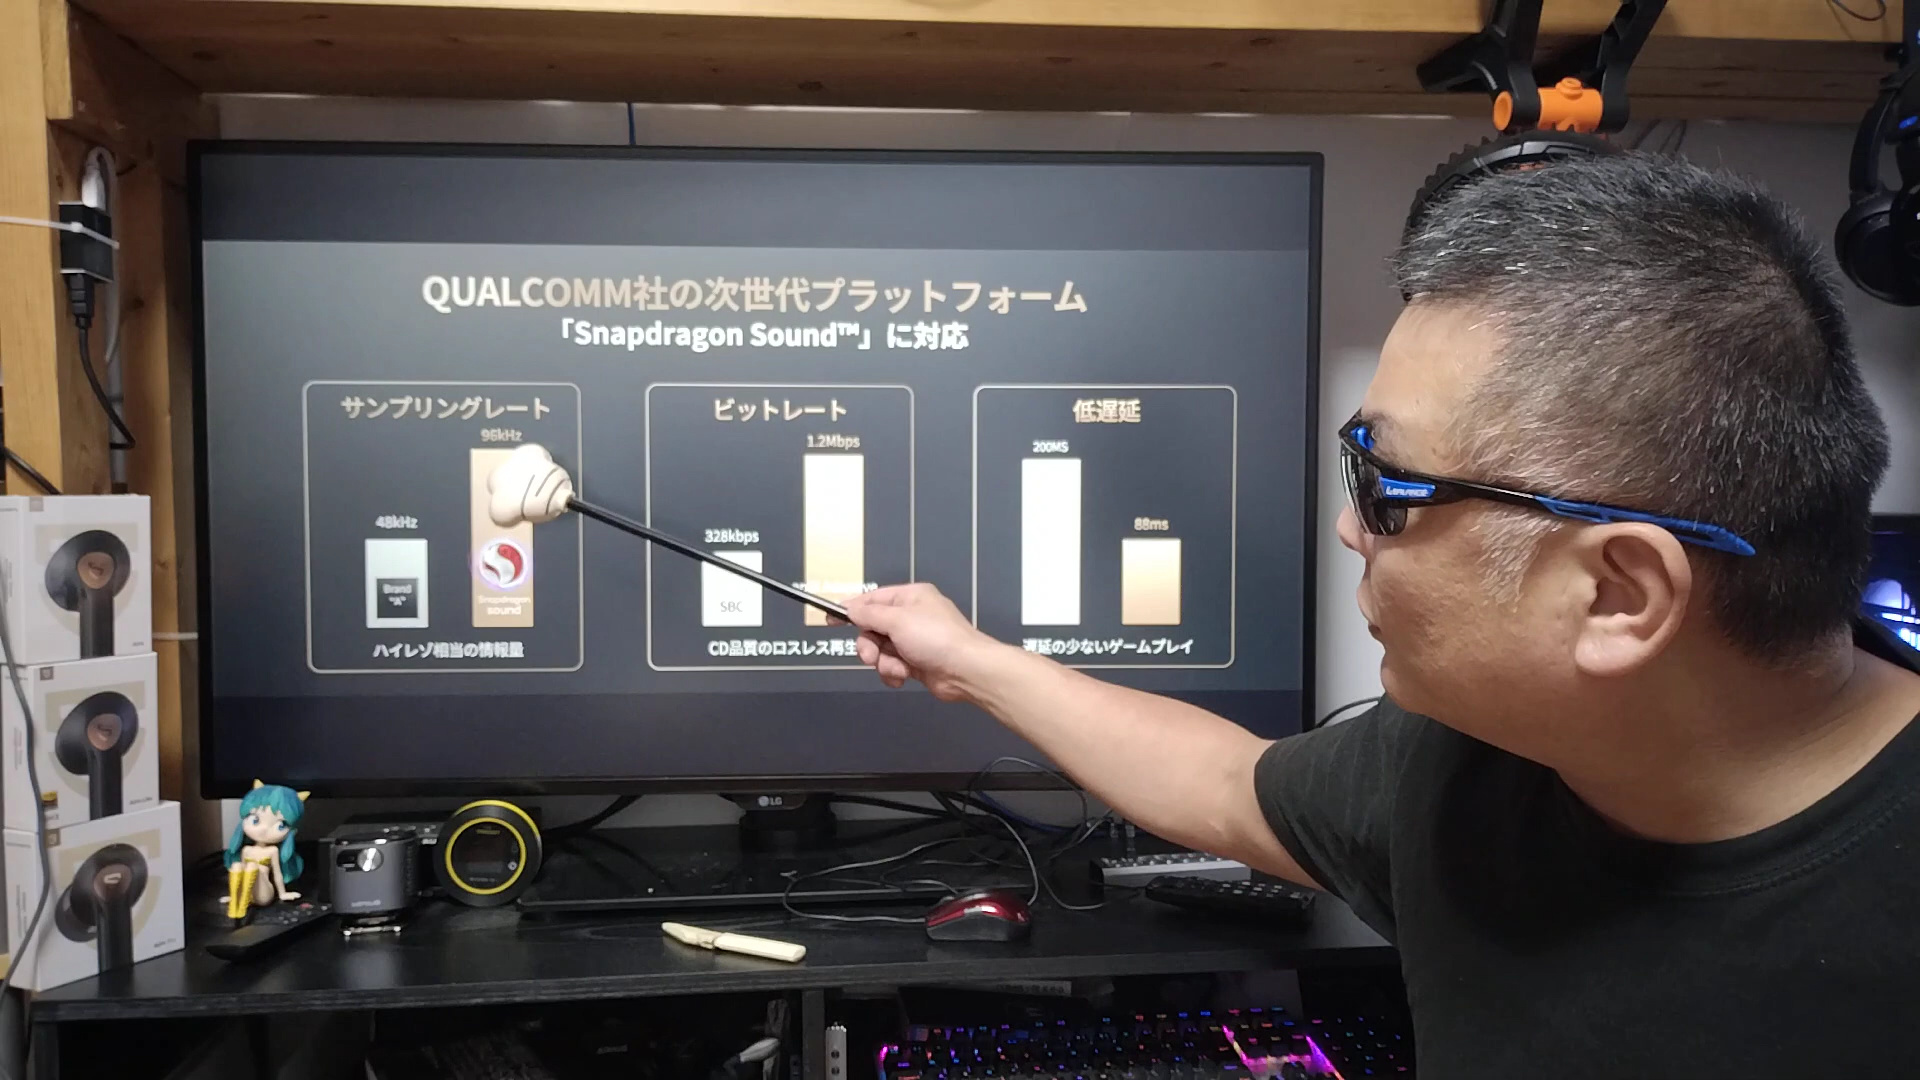 QUALCOMM社の次世代プラットフォーム
「Snapdragon Sound™」に対応
サンプリングレート
96kHz
48kHz
Brand
"X"
Snapdragon
sound
ハイレゾ相当の情報量
ビットレート
1.2Mbps
328kbps
SBC
CD品質のロスレス再生
低遅延
200MS
88ms
遅延の少ないゲームプレイ
LG